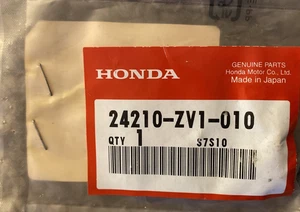 GENUINE PARTS
HONDA
Honda Motor Co., Ltd.
Made in Japan
24210-ZV1-010
QTY 1 S7S10